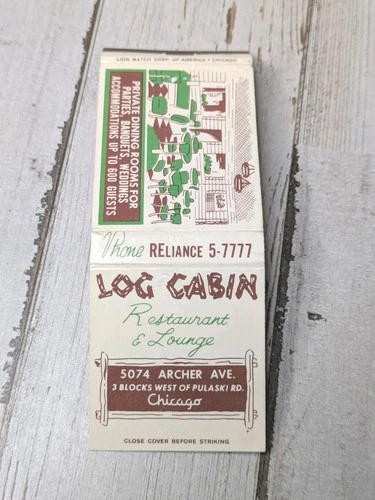 LION MATCH CORP. OF AMERICA • CHICAGO
PRIVATE DINING ROOMS FOR
PARTIES, BANQUETS, WEDDINGS
ACCOMMODATIONS UP TO 600 GUESTS
Phone RELIANCE 5-7777
LOG CABIN
Restaurant
& Lounge
5074 ARCHER AVE.
3 BLOCKS WEST OF PULASKI RD.
Chicago
CLOSE COVER BEFORE STRIKING